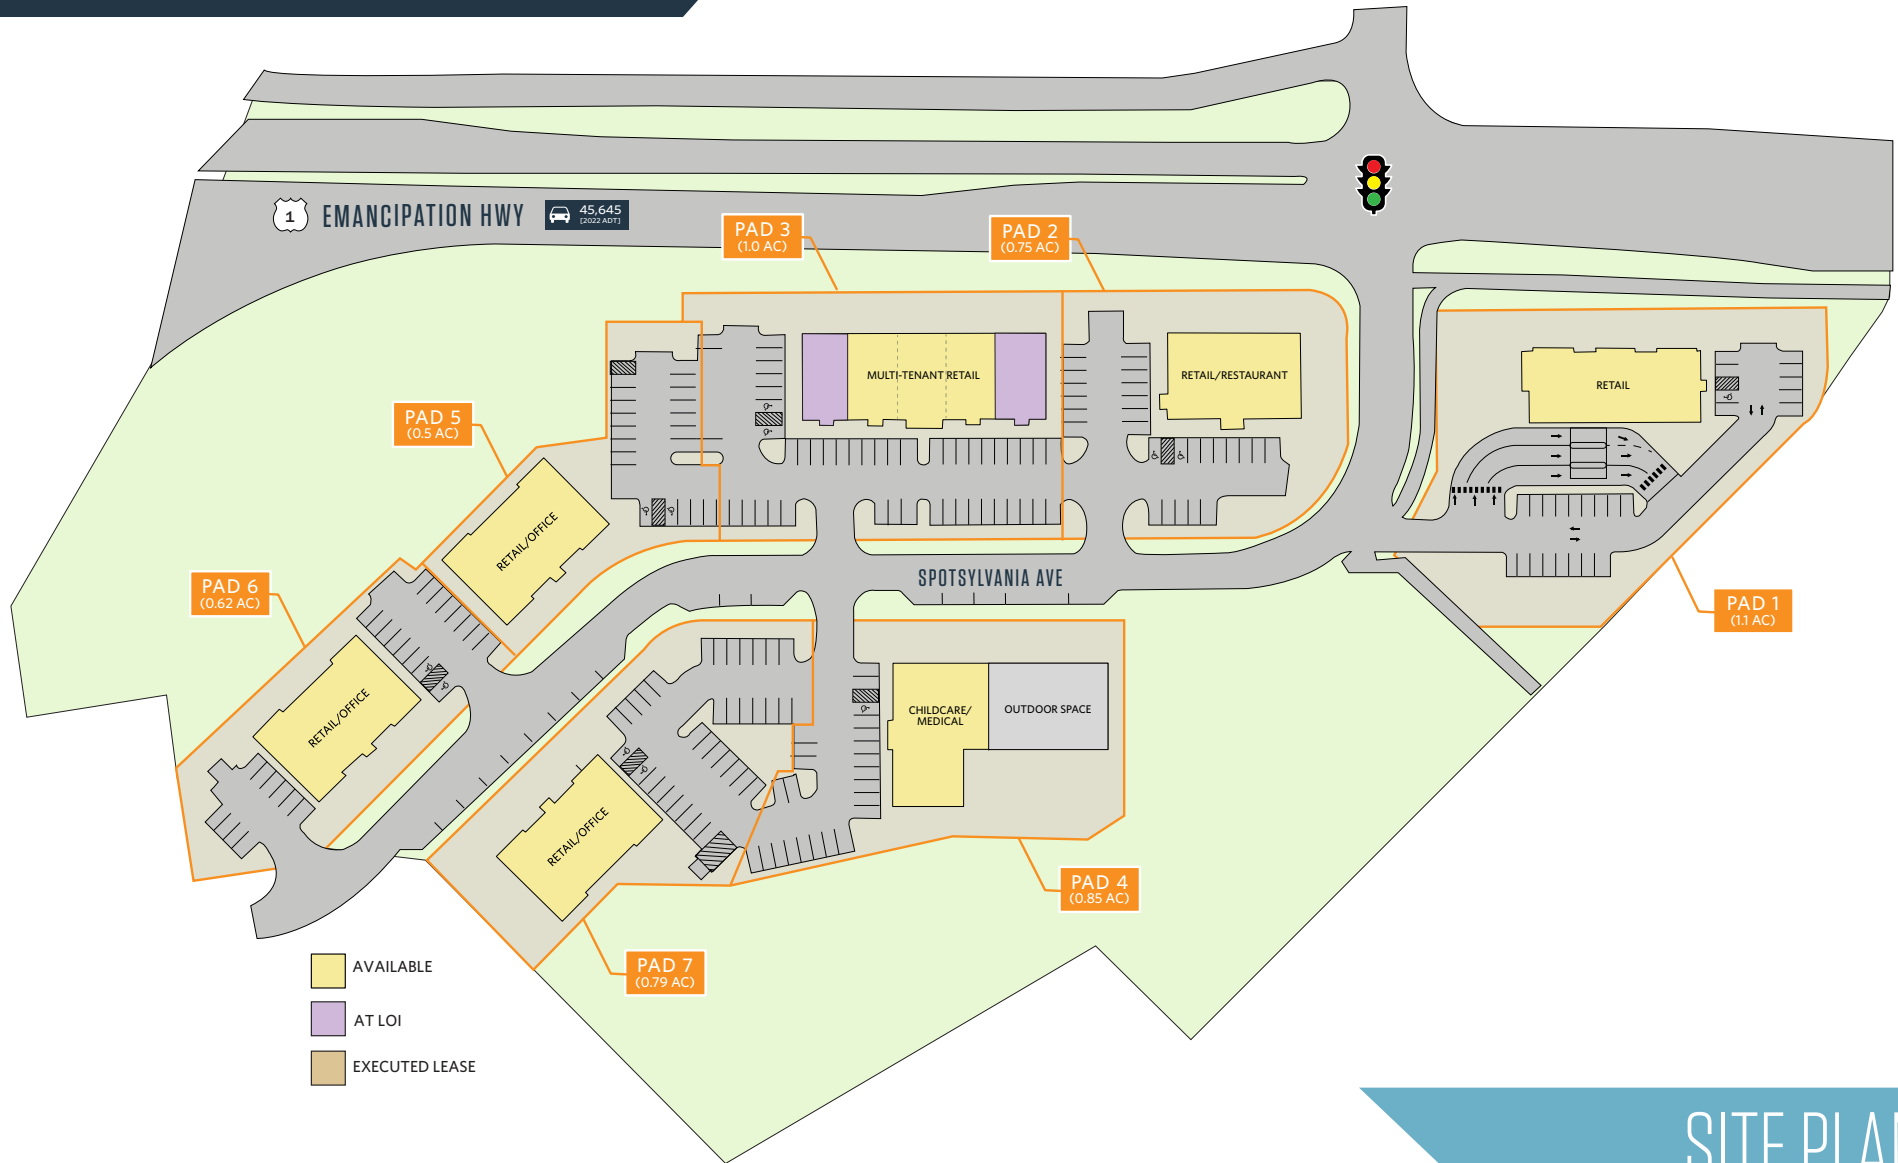 1
EMANCIPATION HWY
45,645
[2022 ADT]
PAD 3
(1.0 AC)
PAD 2
(0.75 AC)
MULTI-TENANT RETAIL
RETAIL/RESTAURANT
RETAIL
PAD 5
(0.5 AC)
RETAIL/OFFICE
SPOTSYLVANIA AVE
PAD 6
(0.62 AC)
PAD 1
(1.1 AC)
RETAIL/OFFICE
CHILDCARE/
MEDICAL
OUTDOOR SPACE
RETAIL/OFFICE
PAD 4
(0.85 AC)
PAD 7
(0.79 AC)
AVAILABLE
AT LOI
EXECUTED LEASE
SITE PLAN